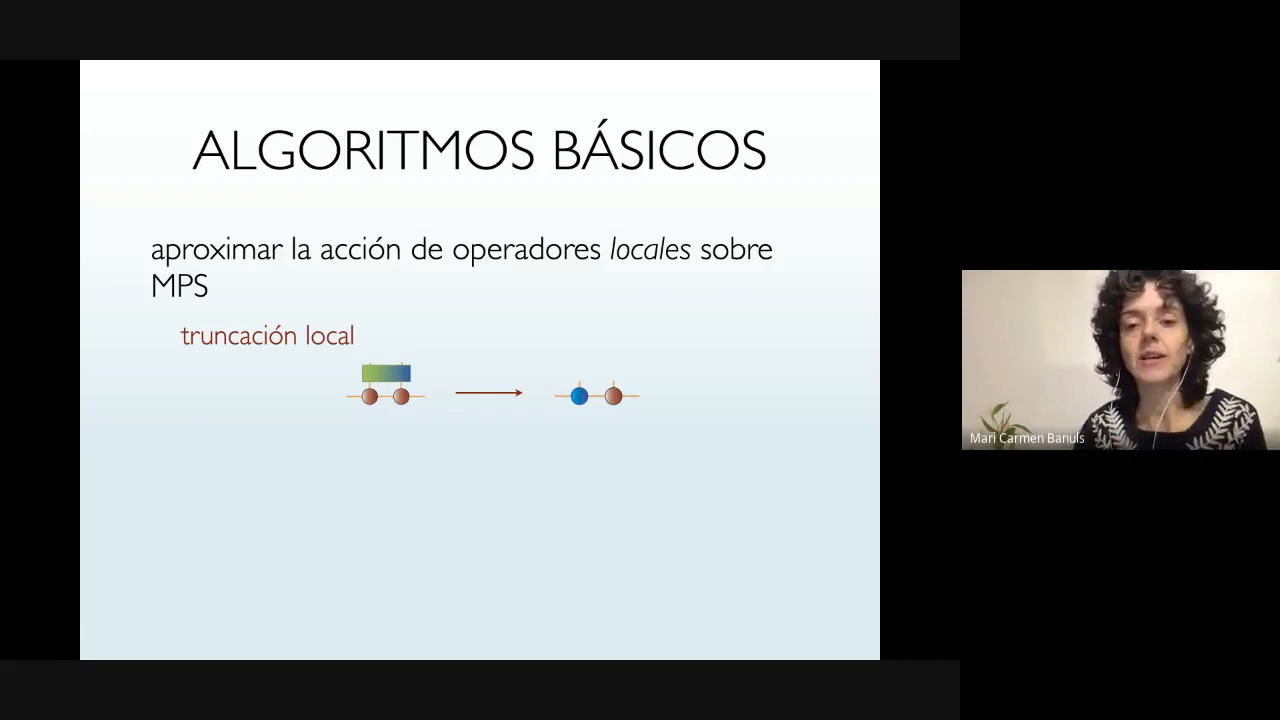 ALGORITMOS BÁSICOS
aproximar la acción de operadores locales sobre
MPS
truncación local
Mari Carmen Banuls